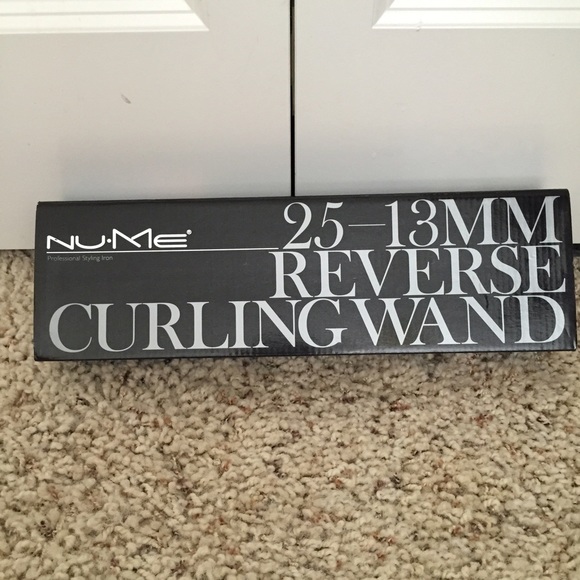 NU·ME®
Professional Styling Iron
25–13MM
REVERSE
CURLING WAND